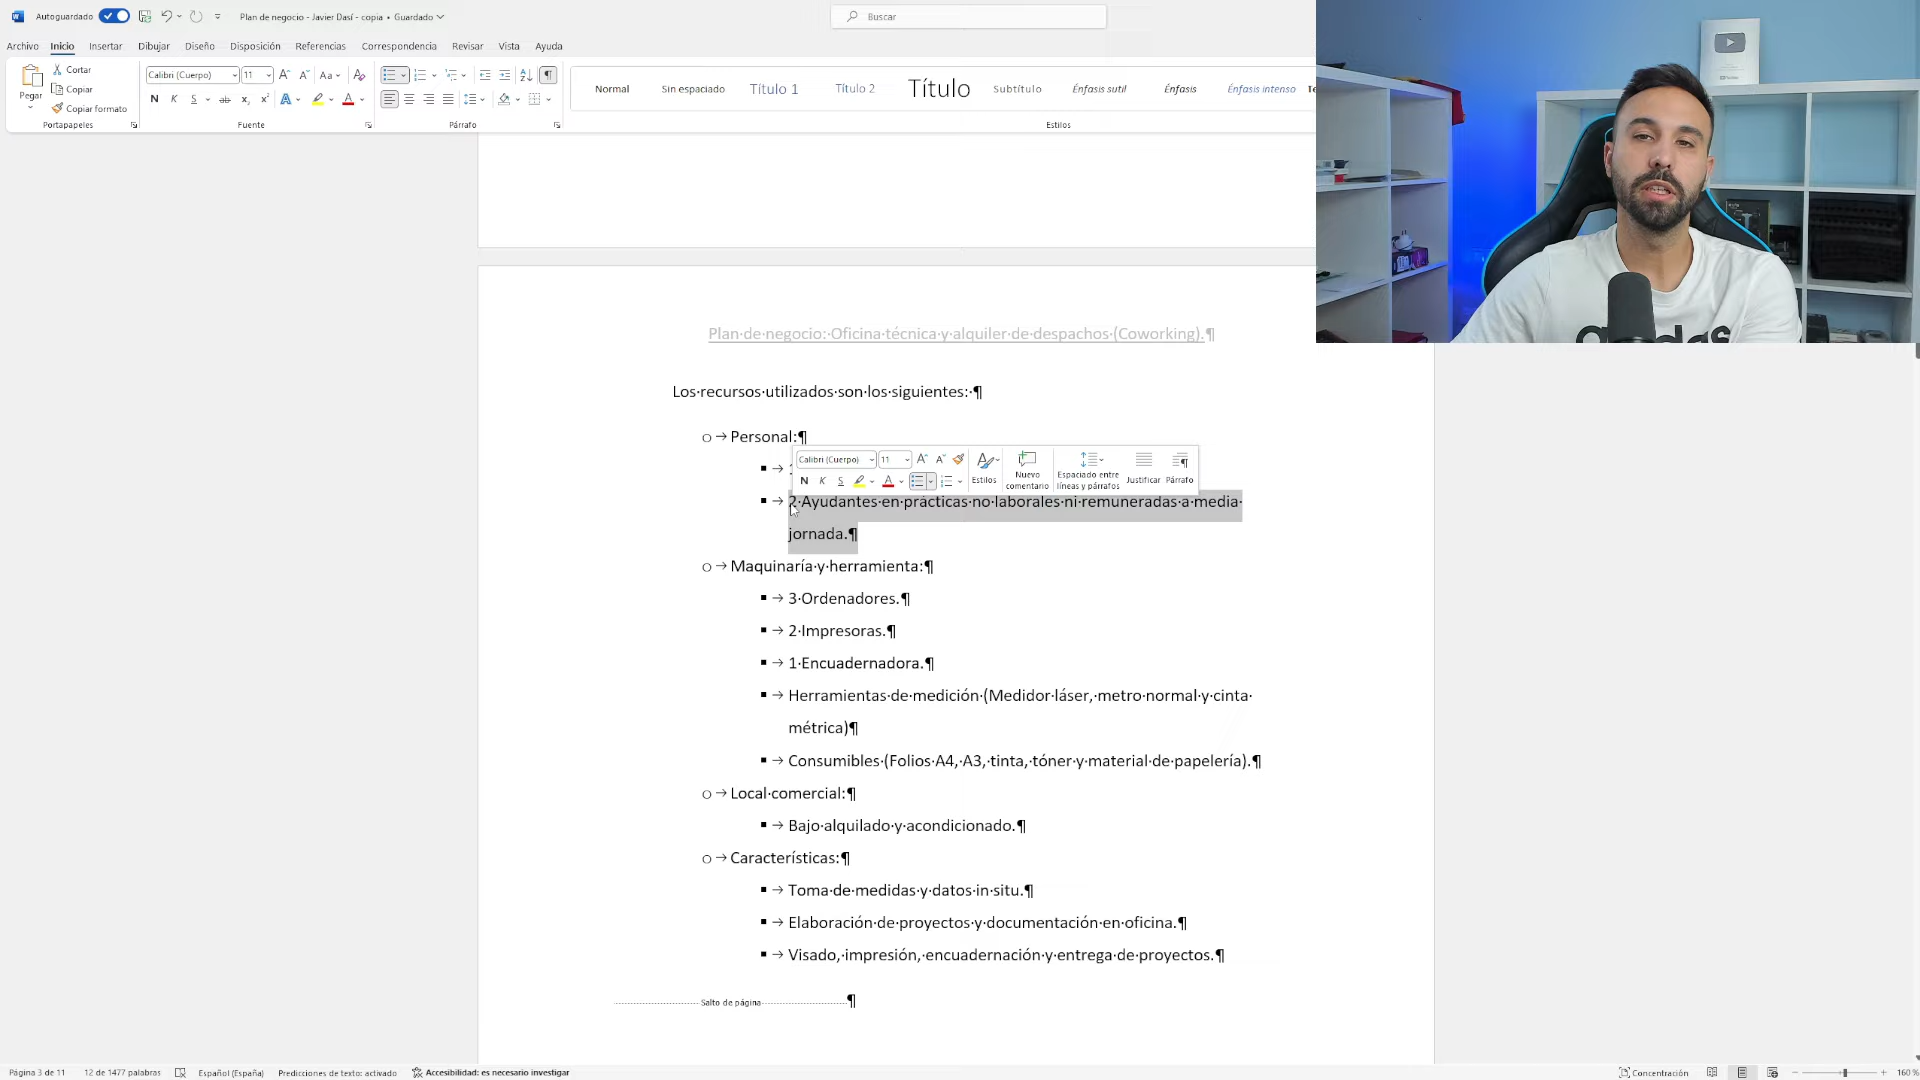 Autoguardado
Plan de negocio - Javier Dasí - copia • Guardado
Buscar
Archivo Inicio Insertar Dibujar Diseño Disposición Referencias Correspondencia Revisar Vista Ayuda
Pegar
Cortar
Copiar
Copiar formato
Portapapeles
Calibri (Cuerpo) 11
Fuente
Párrafo
Normal Sin espaciado Título 1 Título 2 Título Subtítulo Énfasis sutil Énfasis Énfasis intenso
Estilos
Plan·de·negocio:·Oficina·técnica·y·alquiler·de·despachos·(Coworking).¶
Los·recursos·utilizados·son·los·siguientes:·¶
o → Personal:¶
Calibri (Cuerpo) 11
N K S
Estilos
Nuevo comentario
Espaciado entre líneas y párrafos
Justificar
Párrafo
▪ → 2·Ayudantes·en·prácticas·no·laborales·ni·remuneradas·a·media·
jornada.¶
o → Maquinaría·y·herramienta:¶
▪ → 3·Ordenadores.¶
▪ → 2·Impresoras.¶
▪ → 1·Encuadernadora.¶
▪ → Herramientas·de·medición·(Medidor·láser,·metro·normal·y·cinta·
métrica)¶
▪ → Consumibles·(Folios·A4,·A3,·tinta,·tóner·y·material·de·papelería).¶
o → Local·comercial:¶
▪ → Bajo·alquilado·y·acondicionado.¶
o → Características:¶
▪ → Toma·de·medidas·y·datos·in·situ.¶
▪ → Elaboración·de·proyectos·y·documentación·en·oficina.¶
▪ → Visado,·impresión,·encuadernación·y·entrega·de·proyectos.¶
Salto de página ¶
Página 3 de 11 12 de 1477 palabras Español (España) Predicciones de texto: activado Accesibilidad: es necesario investigar
Concentración 160 %